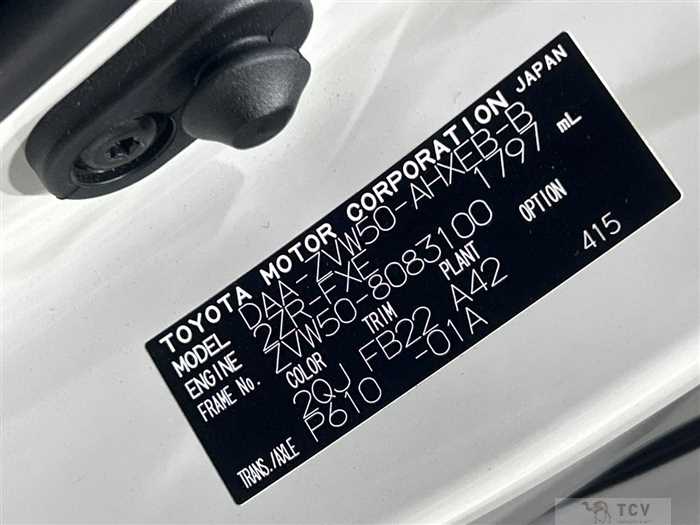 TOYOTA MOTOR CORPORATION JAPAN
MODEL DAA-ZVW50-AHXEB-B
ENGINE 2ZR-FXE 1797 mL
FRAME No. ZVW50-8083100
COLOR TRIM PLANT OPTION
2QJ FB22 A42 415
TRANS./AXLE P610 -01A
TCV